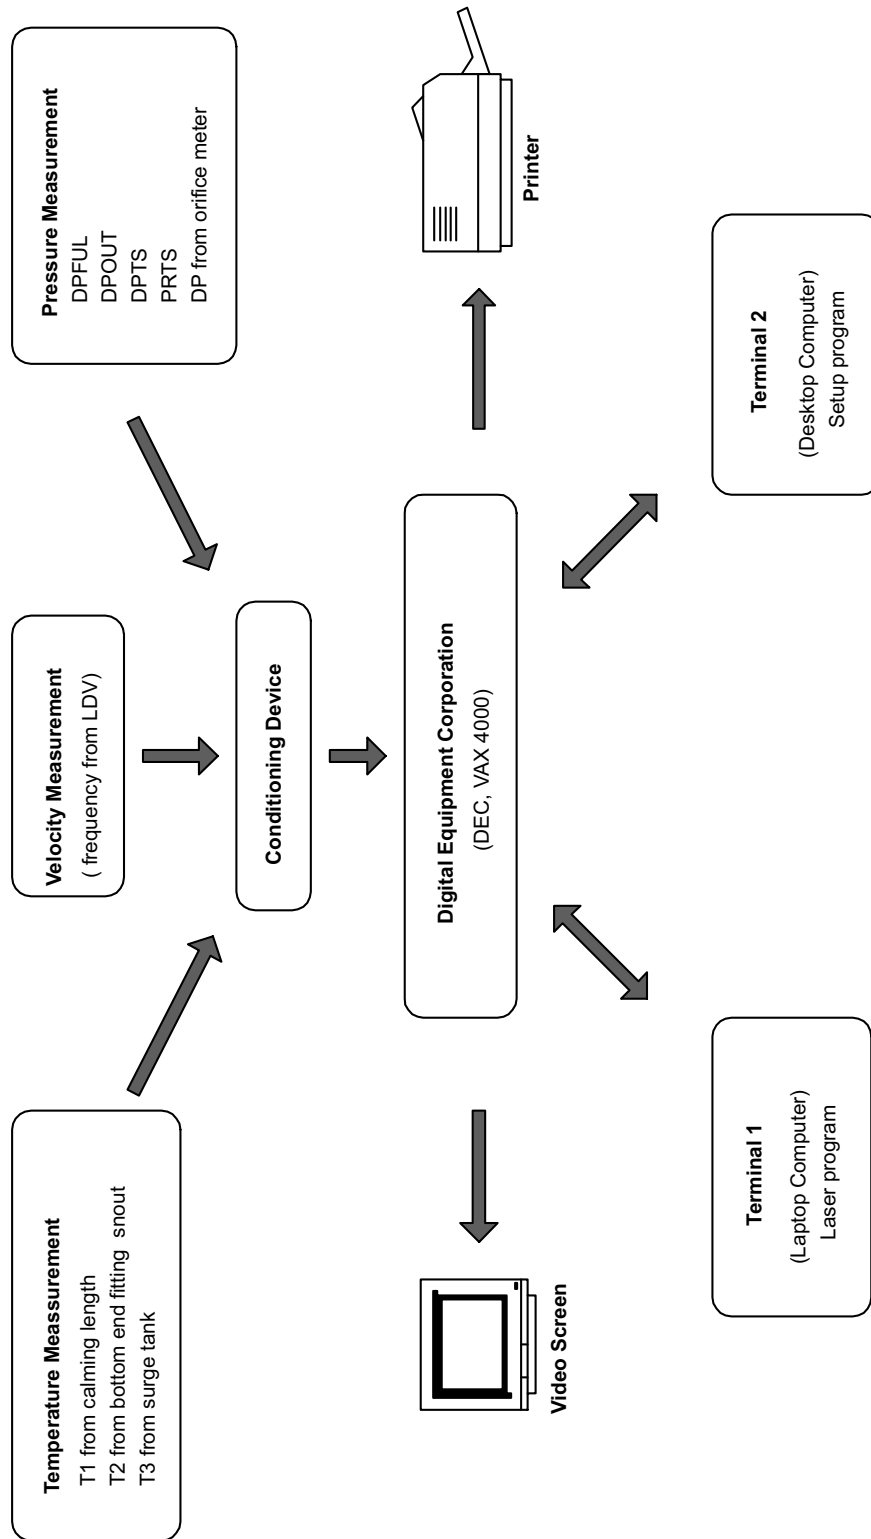 Temperature Meassurement
T1 from calming length
T2 from bottom end fitting snout
T3 from surge tank
Velocity Measurement
( frequency from LDV)
Pressure Measurement
DPFUL
DPOUT
DPTS
PRTS
DP from orifice meter
Conditioning Device
Digital Equipment Corporation
(DEC, VAX 4000)
Video Screen
Printer
Terminal 1
(Laptop Computer)
Laser program
Terminal 2
(Desktop Computer)
Setup program